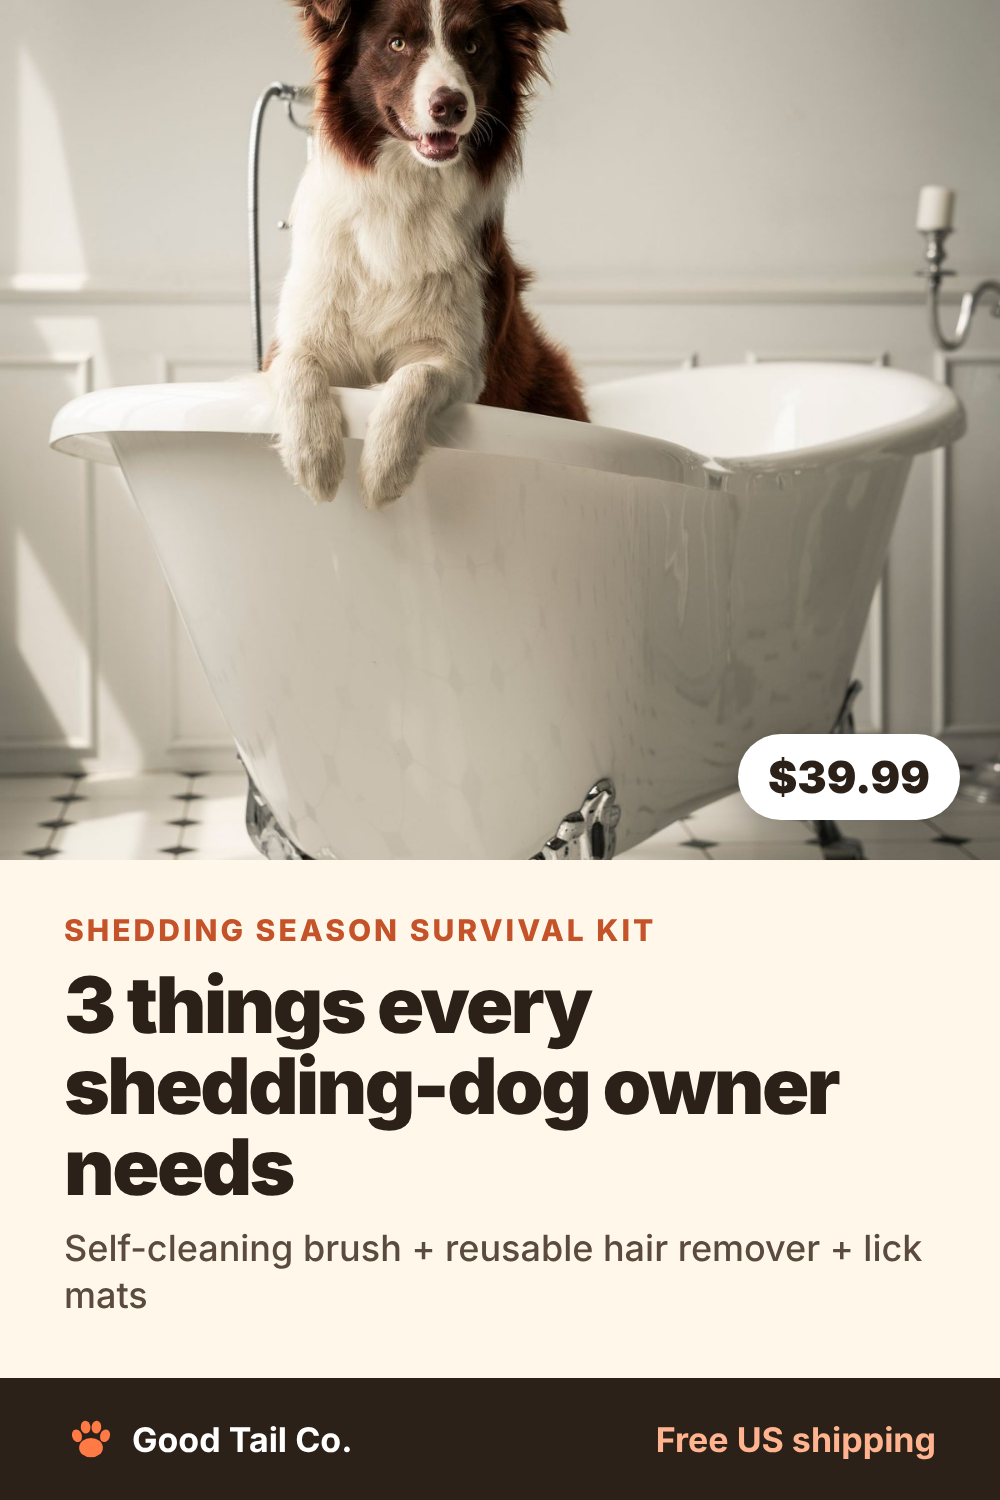 $39.99
SHEDDING SEASON SURVIVAL KIT
3 things every
shedding-dog owner
needs
Self-cleaning brush + reusable hair remover + lick
mats
Good Tail Co.
Free US shipping